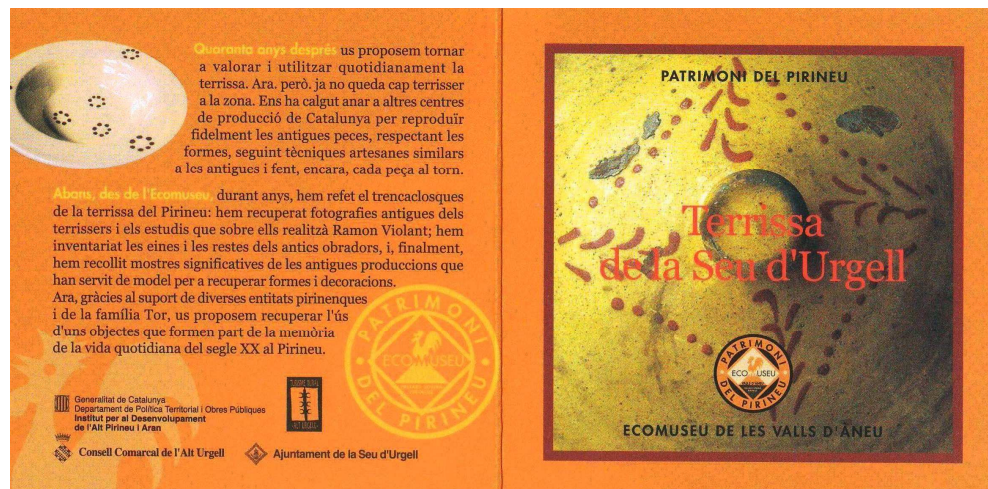 Quoranta anys després us proposem tornar
a valorar i utilitzar quotidianament la
terrissa. Ara. però. ja no queda cap terrisser
a la zona. Ens ha calgut anar a altres centres
de producció de Catalunya per reproduïr
fidelment les antigues peces, respectant les
formes, seguint tècniques artesanes similars
a les antigues i fent, encara, cada peça al torn.
Abans, des de l'Ecomuseu, durant anys, hem refet el trencaclosques
de la terrissa del Pirineu: hem recuperat fotografies antigues dels
terrissers i els estudis que sobre ells realitzà Ramon Violant; hem
inventariat les eines i les restes dels antics obradors, i, finalment,
hem recollit mostres significatives de les antigues produccions que
han servit de model per a recuperar formes i decoracions.
Ara, gràcies al suport de diverses entitats pirinenques
i de la família Tor, us proposem recuperar l'ús
d'uns objectes que formen part de la memòria
de la vida quotidiana del segle XX al Pirineu.
PATRIMONI
ECOMUSEU
DEL PIRINEU
Generalitat de Catalunya
Departament de Política Territorial i Obres Públiques
Institut per al Desenvolupament
de l'Alt Pirineu i Aran
TURISME RURAL
ALT URGELL
Consell Comarcal de l'Alt Urgell
Ajuntament de la Seu d'Urgell
PATRIMONI DEL PIRINEU
Terrissa
de la Seu d'Urgell
PATRIMONI
ECOMUSEU
DEL PIRINEU
ECOMUSEU DE LES VALLS D'ÀNEU